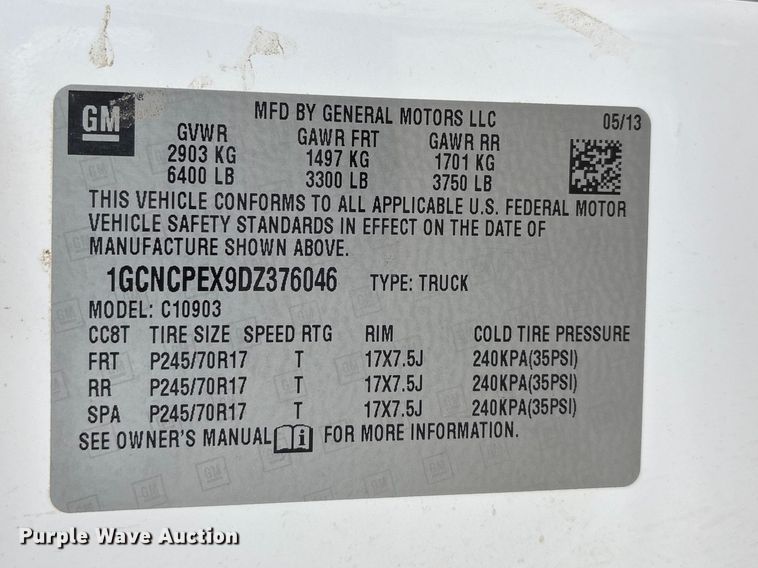 GM
MFD BY GENERAL MOTORS LLC 05/13
GVWR GAWR FRT GAWR RR
2903 KG 1497 KG 1701 KG
6400 LB 3300 LB 3750 LB
THIS VEHICLE CONFORMS TO ALL APPLICABLE U.S. FEDERAL MOTOR
VEHICLE SAFETY STANDARDS IN EFFECT ON THE DATE OF
MANUFACTURE SHOWN ABOVE.
1GCNCPEX9DZ376046 TYPE: TRUCK
MODEL: C10903
CC8T TIRE SIZE SPEED RTG RIM COLD TIRE PRESSURE
FRT P245/70R17 T 17X7.5J 240KPA(35PSI)
RR P245/70R17 T 17X7.5J 240KPA(35PSI)
SPA P245/70R17 T 17X7.5J 240KPA(35PSI)
SEE OWNER'S MANUAL i FOR MORE INFORMATION.
Purple Wave Auction